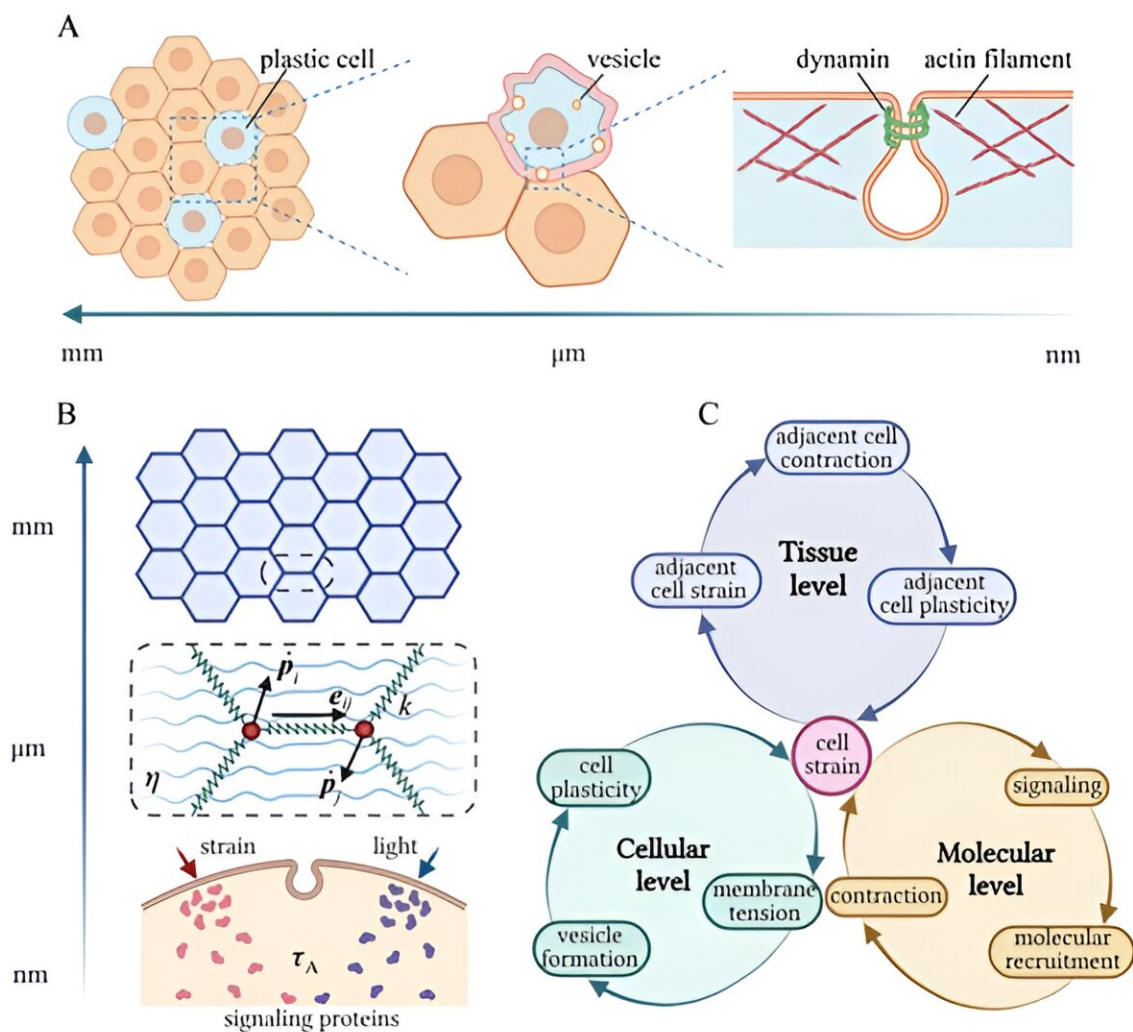 A
plastic cell
vesicle
dynamin
actin filament
mm
μm
nm
B
mm
μm
nm
ṗᵢ
eᵢⱼ
k
η
ṗⱼ
strain
light
τ_Λ
signaling proteins
C
adjacent cell
contraction
Tissue
level
adjacent
cell strain
adjacent
cell plasticity
cell
strain
cell
plasticity
signaling
Cellular
level
Molecular
level
membrane
tension
contraction
vesicle
formation
molecular
recruitment